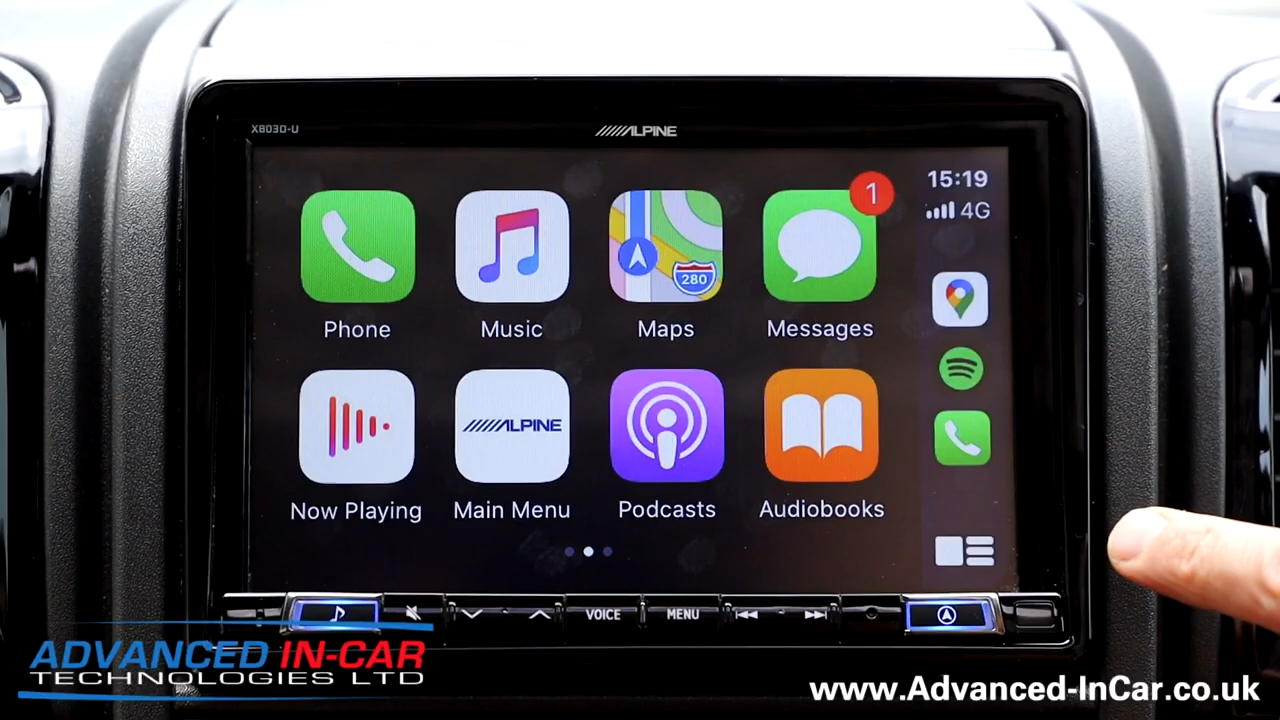 X803D-U
ALPINE
15:19
4G
1
280
Phone
Music
Maps
Messages
ALPINE
Now Playing
Main Menu
Podcasts
Audiobooks
VOICE
MENU
ADVANCED IN-CAR
TECHNOLOGIES LTD
www.Advanced-InCar.co.uk